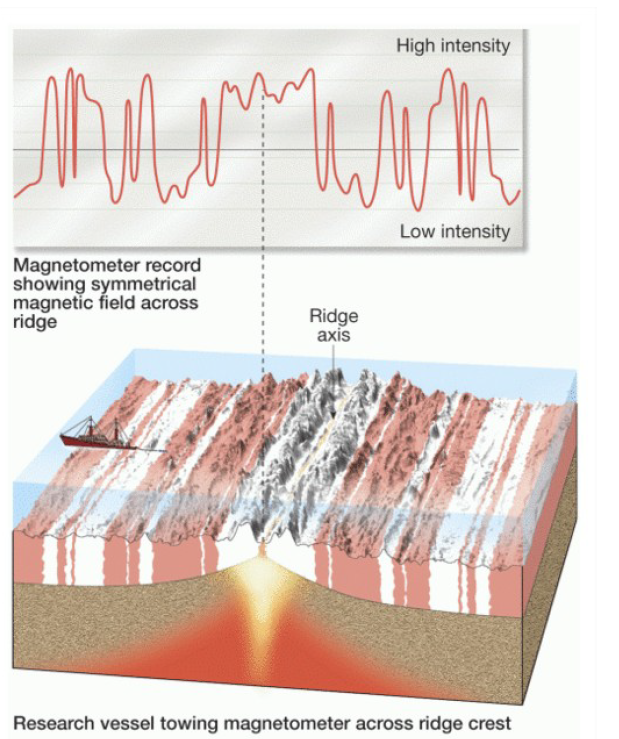 High intensity
Low intensity
Magnetometer record
showing symmetrical
magnetic field across
ridge
Ridge
axis
Research vessel towing magnetometer across ridge crest